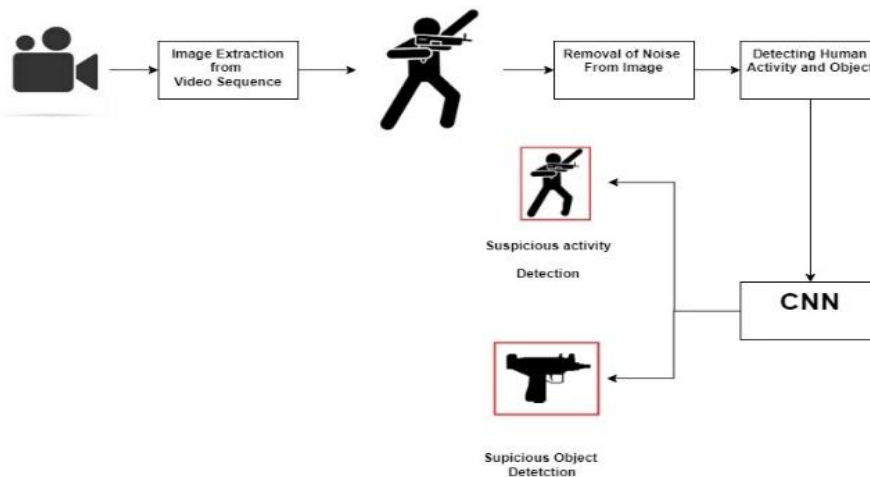 Image Extraction
from
Video Sequence
Removal of Noise
From Image
Detecting Human
Activity and Object
Suspicious activity
Detection
CNN
Supicious Object
Detetction